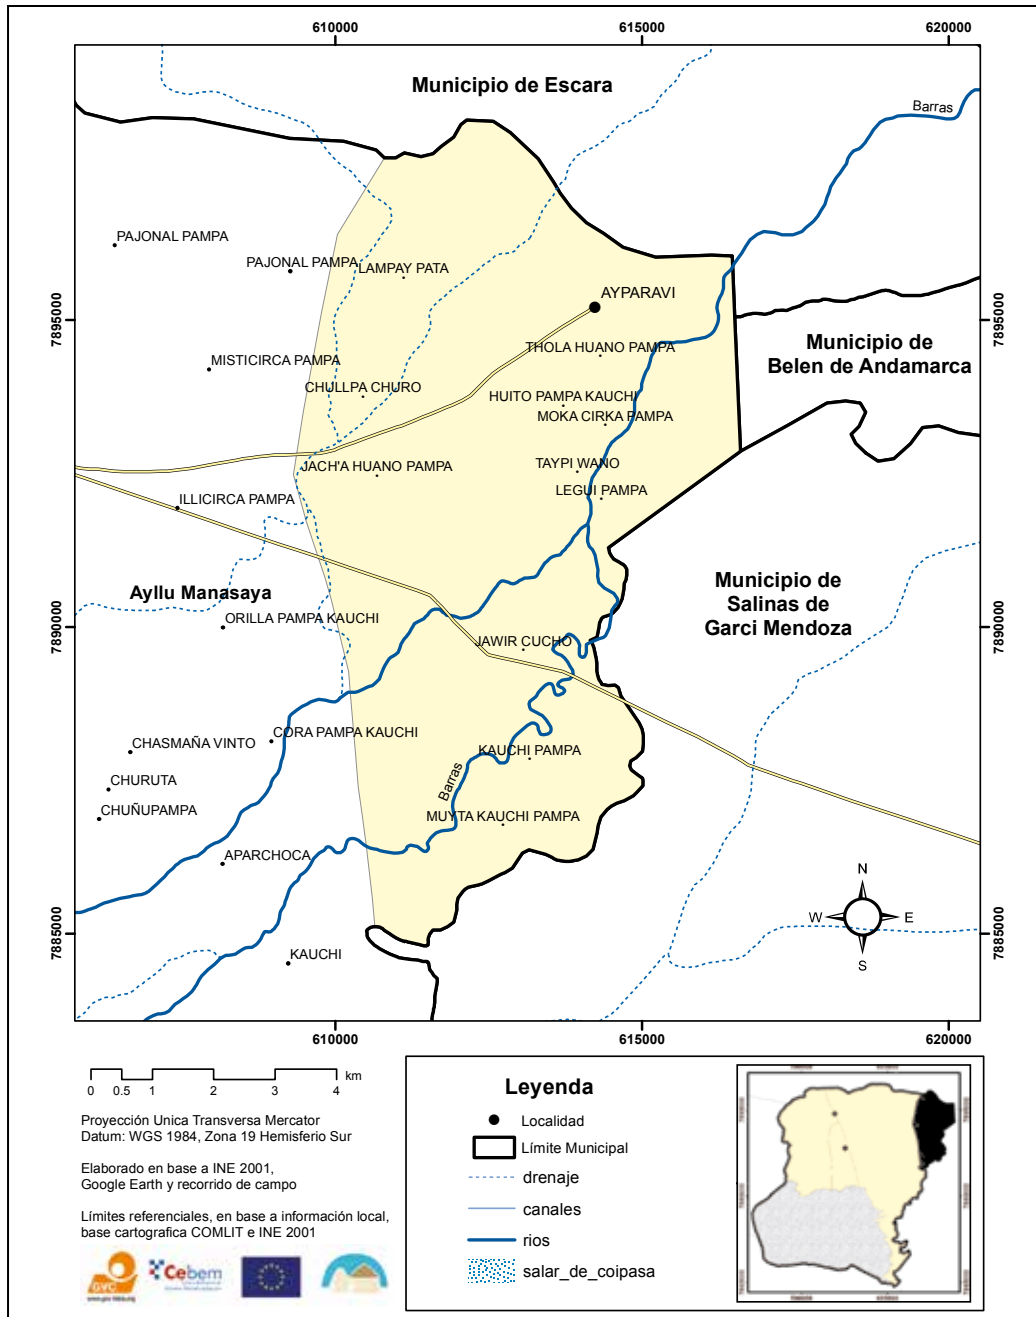 610000
615000
620000
Municipio de Escara
Barras
PAJONAL PAMPA
PAJONAL PAMPA
LAMPAY PATA
AYPARAVI
7895000
7895000
THOLA HUANO PAMPA
Municipio de
Belen de Andamarca
MISTICIRCA PAMPA
CHULLPA CHURO
HUITO PAMPA KAUCHI
MOKA CIRKA PAMPA
JACH'A HUANO PAMPA
TAYPI WANO
LEGUI PAMPA
ILLICIRCA PAMPA
Ayllu Manasaya
Municipio de
Salinas de
Garci Mendoza
ORILLA PAMPA KAUCHI
7890000
7890000
JAWIR CUCHO
CORA PAMPA KAUCHI
CHASMAÑA VINTO
KAUCHI PAMPA
CHURUTA
Barras
CHUÑUPAMPA
MUYTA KAUCHI PAMPA
APARCHOCA
N
W
E
S
7885000
7885000
KAUCHI
610000
615000
620000
km
0 0.5 1 2 3 4
Proyección Unica Transversa Mercator
Datum: WGS 1984, Zona 19 Hemisferio Sur
Elaborado en base a INE 2001,
Google Earth y recorrido de campo
Límites referenciales, en base a información local,
base cartografica COMLIT e INE 2001
GVC
Cebem
Leyenda
Localidad
Límite Municipal
drenaje
canales
rios
salar_de_coipasa